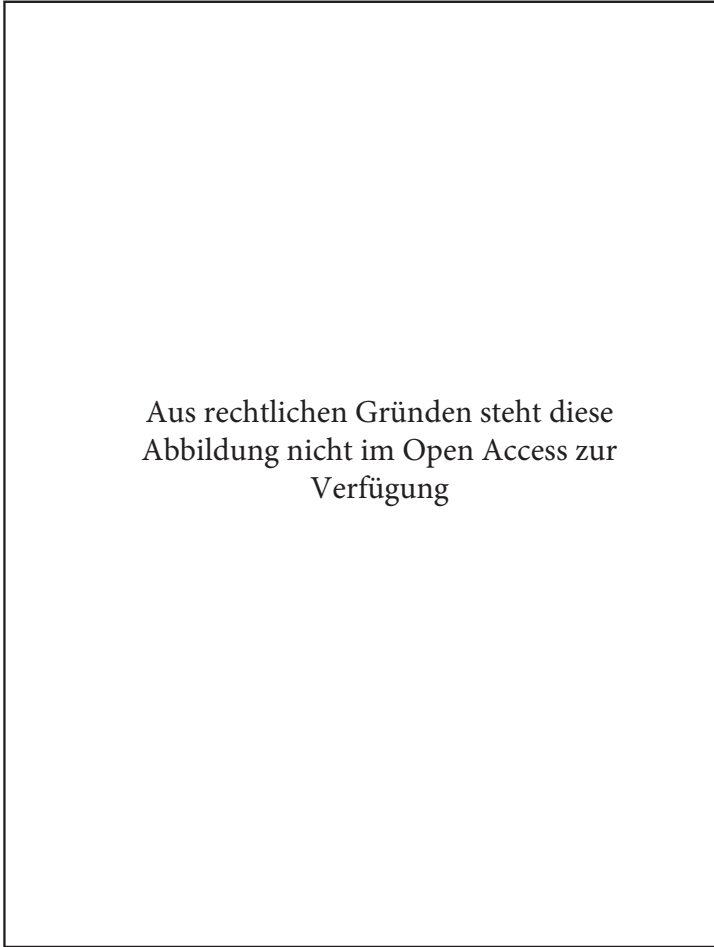 Aus rechtlichen Gründen steht diese
Abbildung nicht im Open Access zur
Verfügung